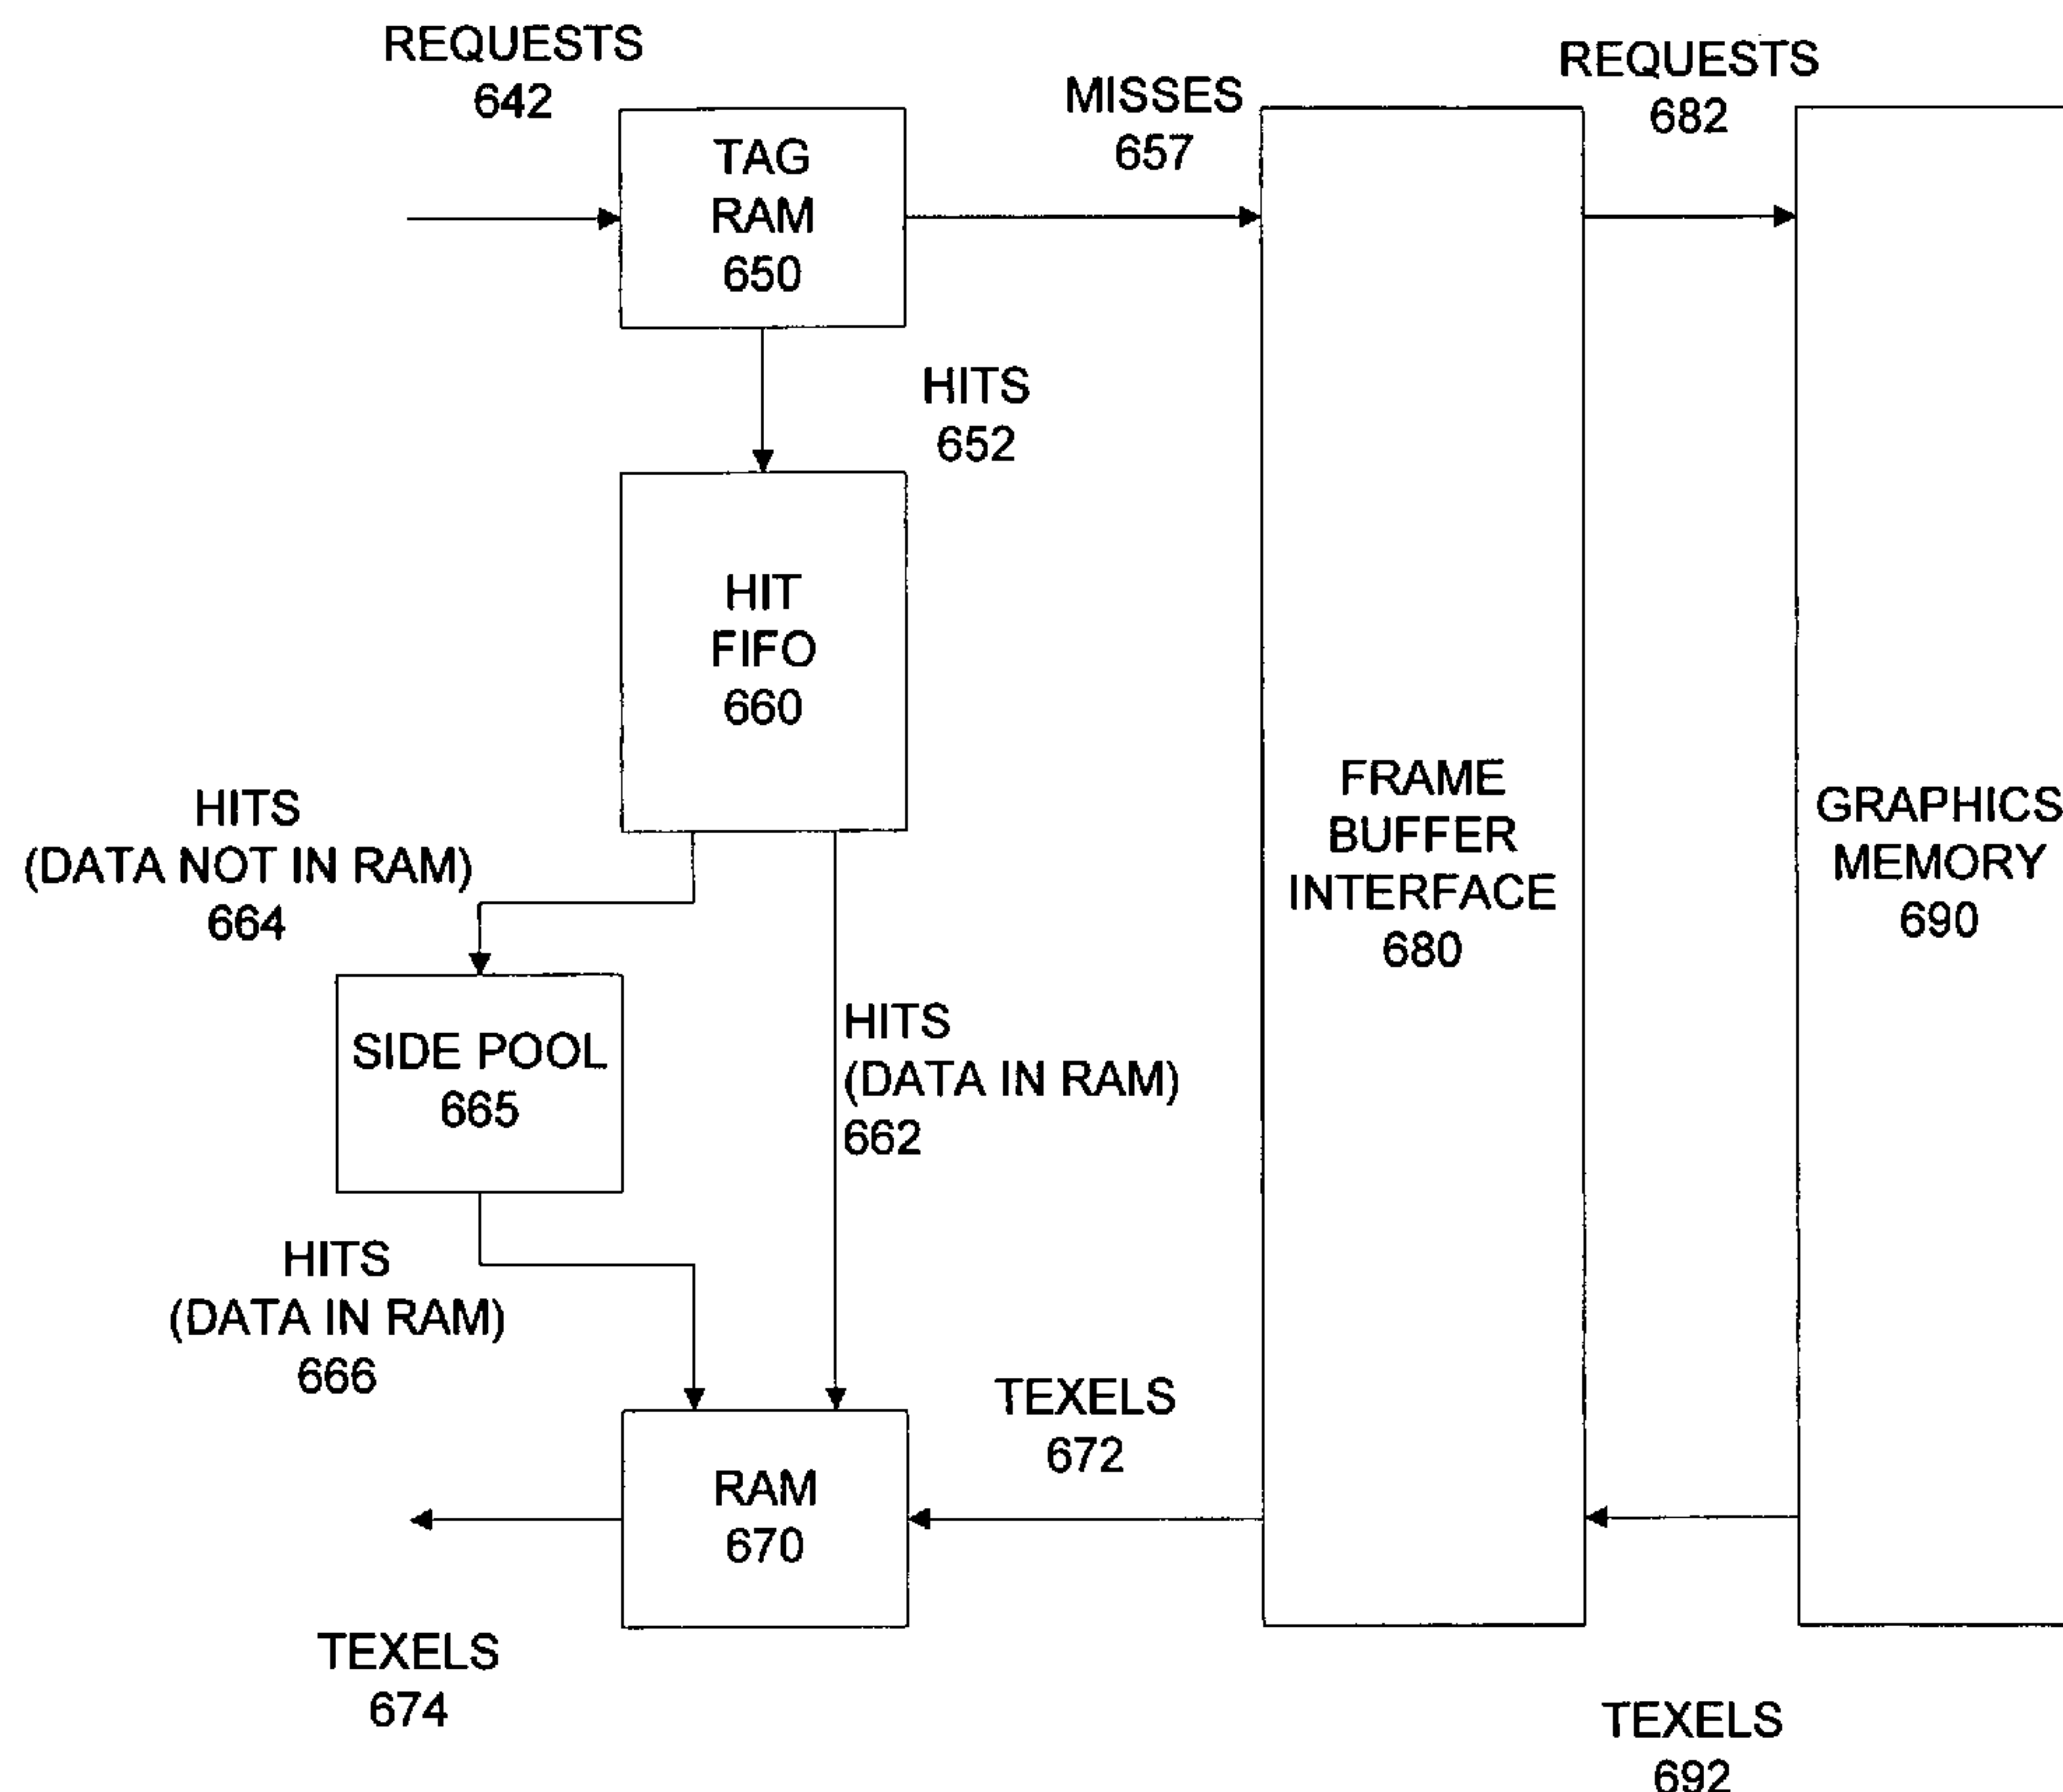 REQUESTS
642
REQUESTS
682
MISSES
657
TAG
RAM
650
HITS
652
HIT
FIFO
660
HITS
(DATA NOT IN RAM)
664
FRAME
BUFFER
INTERFACE
680
GRAPHICS
MEMORY
690
SIDE POOL
665
HITS
(DATA IN RAM)
662
HITS
(DATA IN RAM)
666
TEXELS
672
RAM
670
TEXELS
674
TEXELS
692